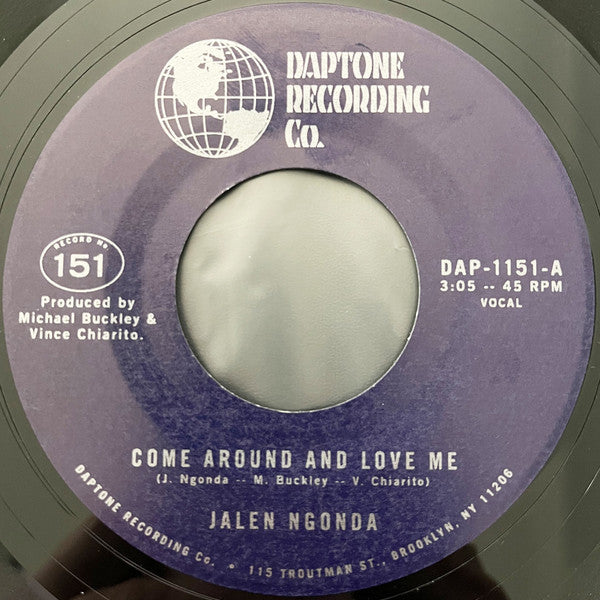 DAPTONE
RECORDING
Co.
RECORD No.
151
Produced by
Michael Buckley &
Vince Chiarito.
DAP-1151-A
3:05 -- 45 RPM
VOCAL
COME AROUND AND LOVE ME
(J. Ngonda -- M. Buckley -- V. Chiarito)
JALEN NGONDA
DAPTONE RECORDING Co. • 115 TROUTMAN ST., BROOKLYN, NY 11206